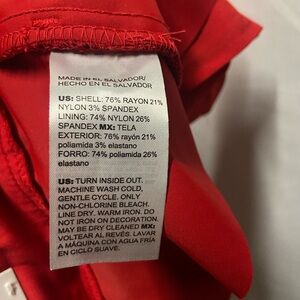 MADE IN EL SALVADOR/
HECHO EN EL SALVADOR
US: SHELL: 76% RAYON 21%
NYLON 3% SPANDEX
LINING: 74% NYLON 26%
SPANDEX MX: TELA
EXTERIOR: 76% rayón 21%
poliamida 3% elastano
FORRO: 74% poliamida 26%
elastano
US: TURN INSIDE OUT.
MACHINE WASH COLD,
GENTLE CYCLE. ONLY
NON-CHLORINE BLEACH.
LINE DRY. WARM IRON. DO
NOT IRON ON DECORATION.
MAY BE DRY CLEANED MX:
VOLTEAR AL REVÉS. LAVAR
A MÁQUINA CON AGUA FRÍA
EN CICLO SUAVE.